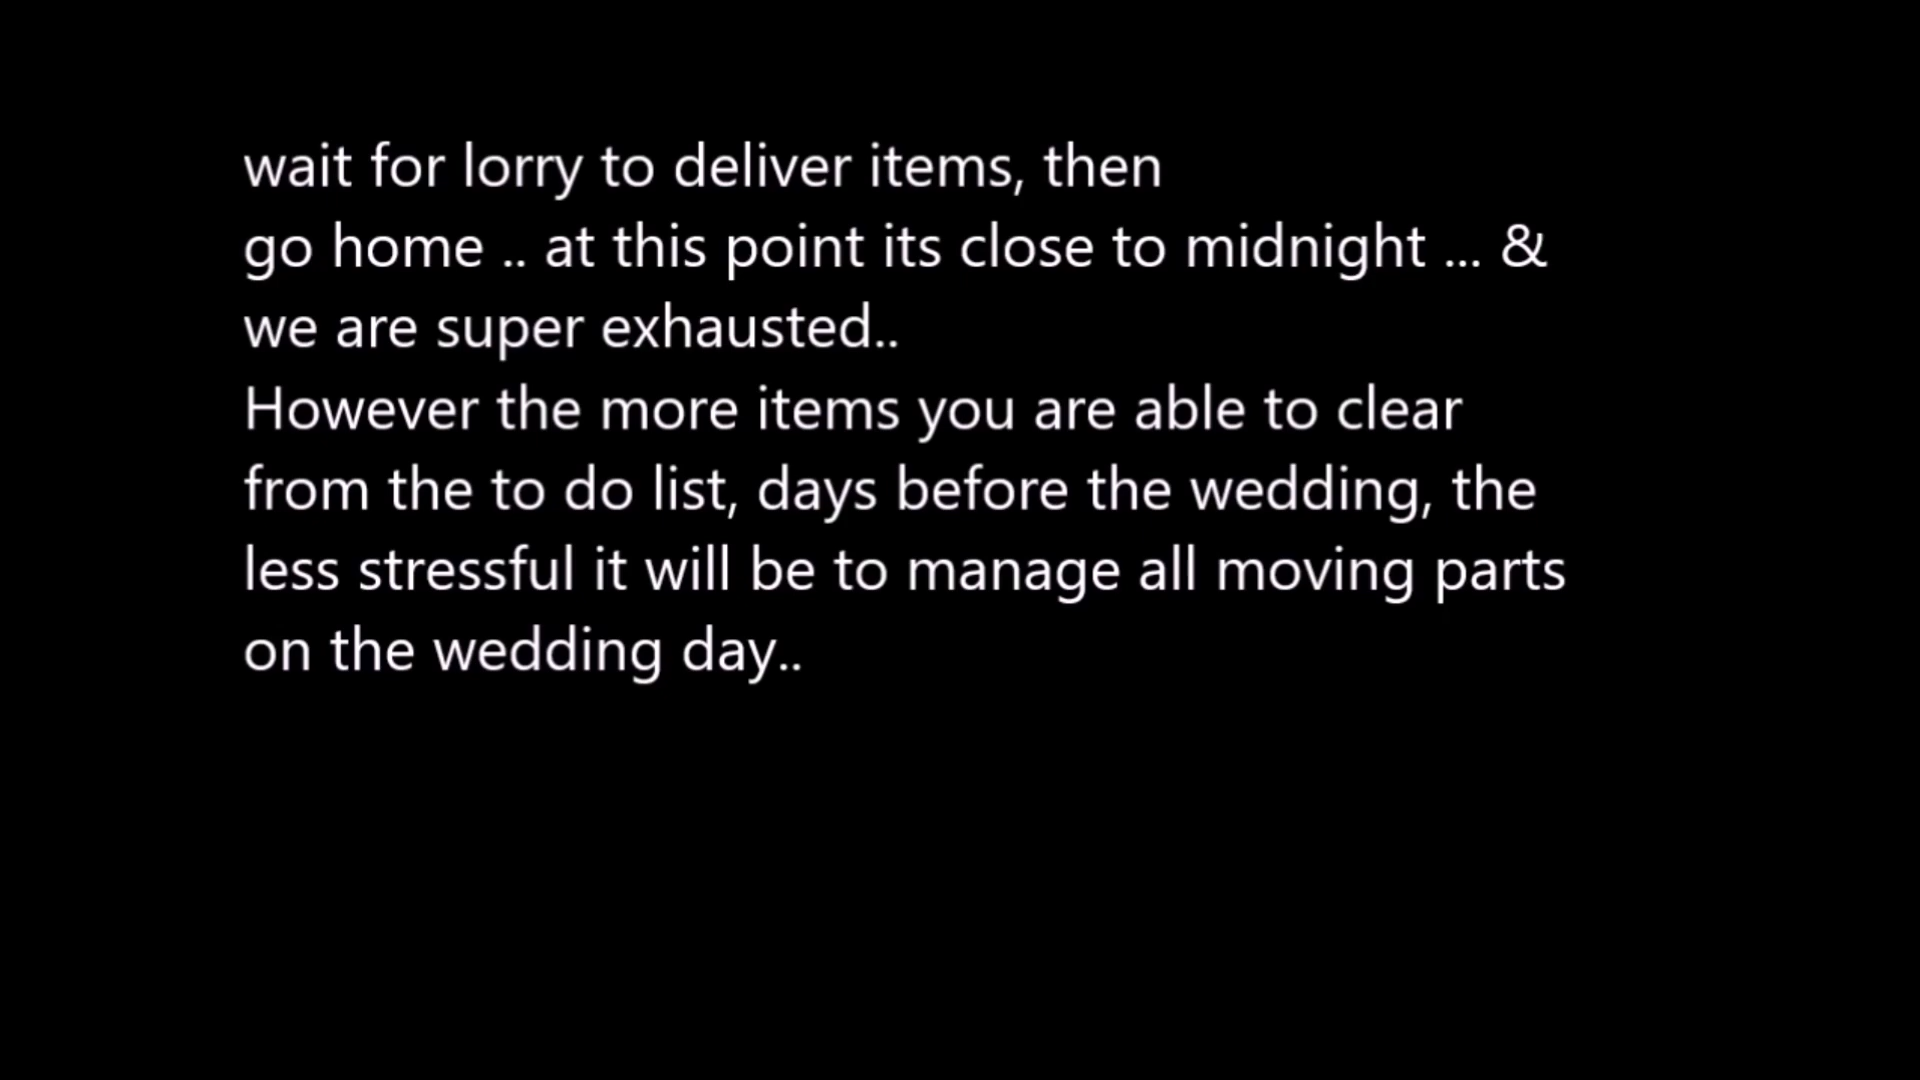 wait for lorry to deliver items, then
go home .. at this point its close to midnight ... &
we are super exhausted..
However the more items you are able to clear
from the to do list, days before the wedding, the
less stressful it will be to manage all moving parts
on the wedding day..